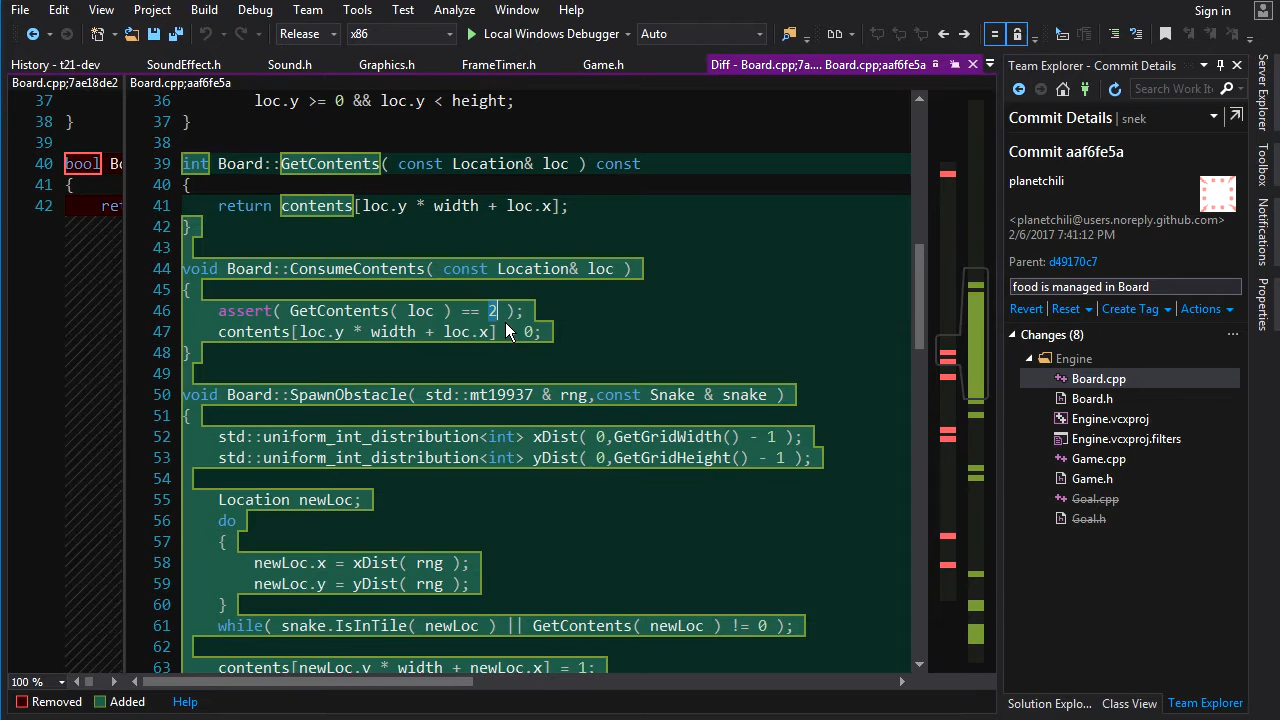 File Edit View Project Build Debug Team Tools Test Analyze Window Help Sign in
Release x86 Local Windows Debugger Auto
History - t21-dev SoundEffect.h Sound.h Graphics.h FrameTimer.h Game.h Diff - Board.cpp;7a.... Board.cpp;aaf6fe5a
Board.cpp;7ae18de2 Board.cpp;aaf6fe5a
37
38 }
39
40 bool Bo
41 {
42 ret
36 loc.y >= 0 && loc.y < height;
37 }
38
39 int Board::GetContents( const Location& loc ) const
40 {
41 return contents[loc.y * width + loc.x];
42 }
43
44 void Board::ConsumeContents( const Location& loc )
45 {
46 assert( GetContents( loc ) == 2 );
47 contents[loc.y * width + loc.x] 0;
48 }
49
50 void Board::SpawnObstacle( std::mt19937 & rng,const Snake & snake )
51 {
52 std::uniform_int_distribution<int> xDist( 0,GetGridWidth() - 1 );
53 std::uniform_int_distribution<int> yDist( 0,GetGridHeight() - 1 );
54
55 Location newLoc;
56 do
57 {
58 newLoc.x = xDist( rng );
59 newLoc.y = yDist( rng );
60 }
61 while( snake.IsInTile( newLoc ) || GetContents( newLoc ) != 0 );
62
63 contents[newLoc.y * width + newLoc.x] = 1;
100 %
Removed Added Help
Team Explorer - Commit Details
Search Work Ite
Commit Details snek
Commit aaf6fe5a
planetchili
<planetchili@users.noreply.github.com>
2/6/2017 7:41:12 PM
Parent: d49170c7
food is managed in Board
Revert Reset Create Tag Actions
Changes (8)
Engine
Board.cpp
Board.h
Engine.vcxproj
Engine.vcxproj.filters
Game.cpp
Game.h
Goal.cpp
Goal.h
Solution Explo... Class View Team Explorer
Server Explorer
Toolbox
Notifications